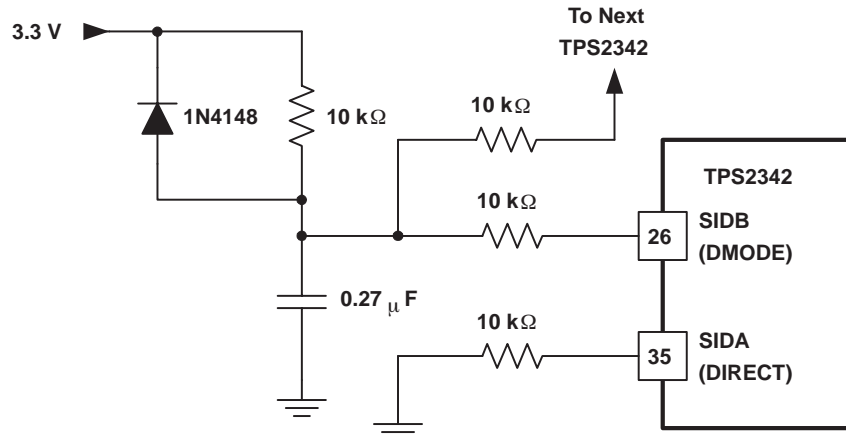 To Next
TPS2342
3.3 V
1N4148
10 kΩ
10 kΩ
TPS2342
10 kΩ
26
SIDB
(DMODE)
0.27 μ F
10 kΩ
35
SIDA
(DIRECT)